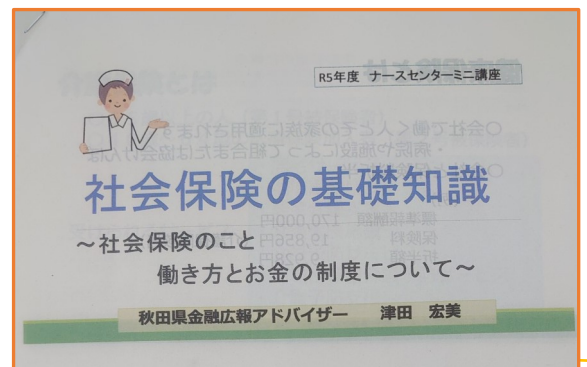 R5年度 ナースセンターミニ講座
社会保険の基礎知識
～社会保険のこと
働き方とお金の制度について～
秋田県金融広報アドバイザー 津田 宏美